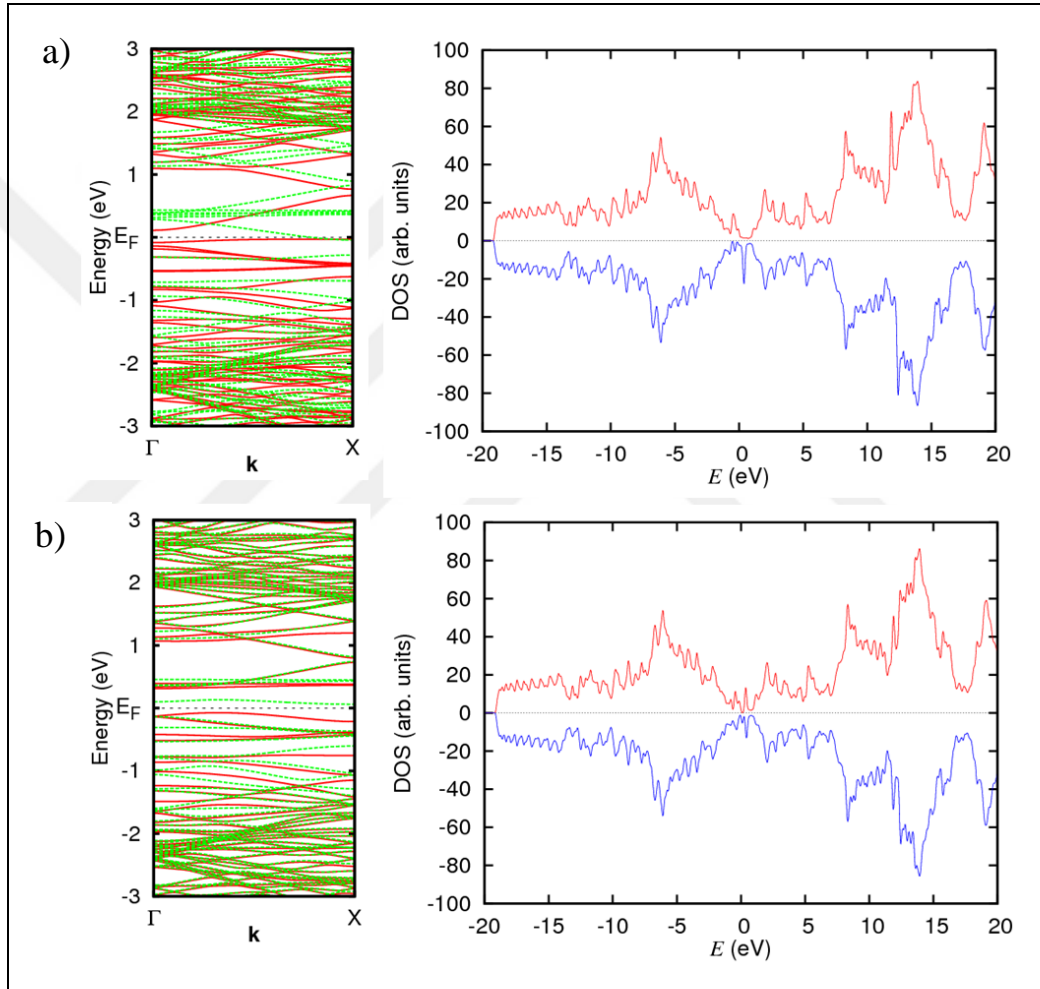 a)
3
2
1
E_F
-1
-2
-3
Energy (eV)
Γ X
k
100
80
60
40
20
0
-20
-40
-60
-80
-100
DOS (arb. units)
-20 -15 -10 -5 0 5 10 15 20
E (eV)
b)
3
2
1
E_F
-1
-2
-3
Energy (eV)
Γ X
k
100
80
60
40
20
0
-20
-40
-60
-80
-100
DOS (arb. units)
-20 -15 -10 -5 0 5 10 15 20
E (eV)